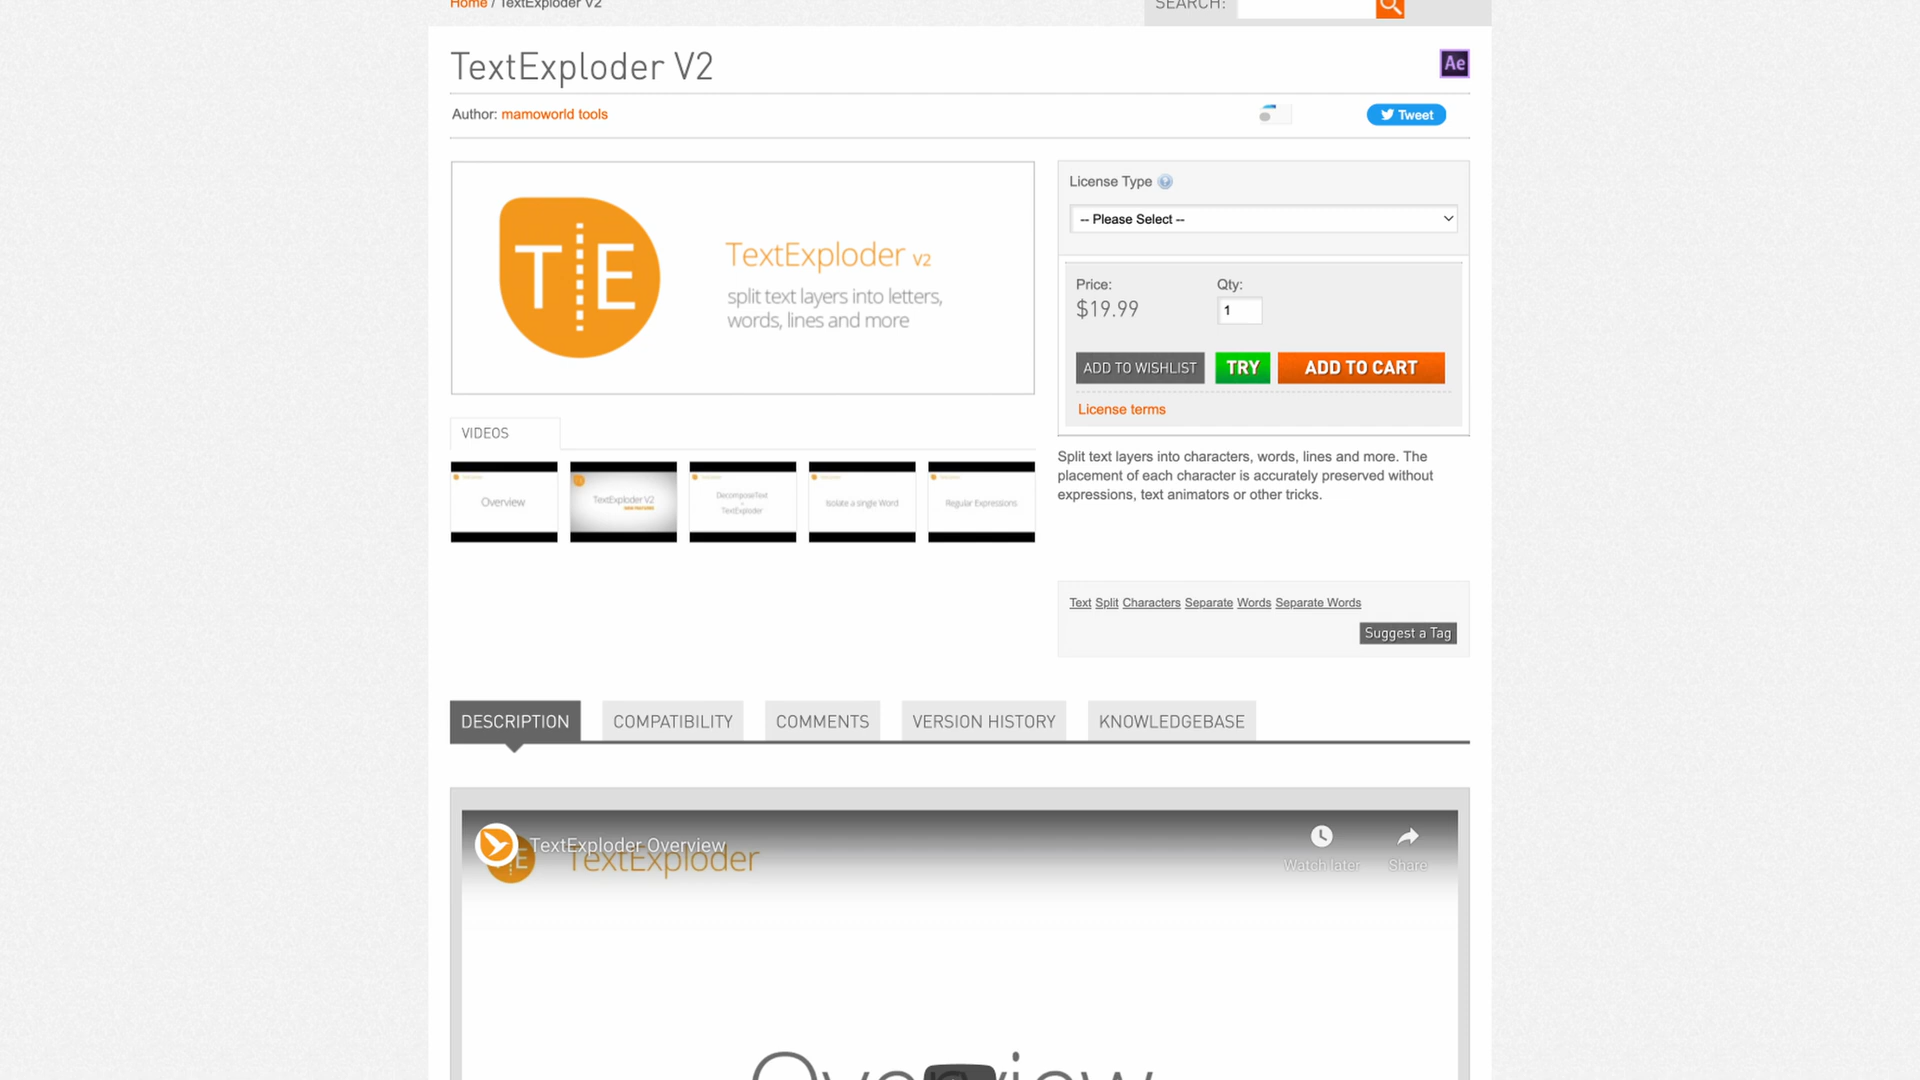 Home / TextExploder V2
SEARCH:
TextExploder V2
Ae
Author: mamoworld tools
Tweet
T E
TextExploder V2
split text layers into letters,
words, lines and more
License Type ?
-- Please Select --
Price:
Qty:
$19.99
1
ADD TO WISHLIST
TRY
ADD TO CART
License terms
VIDEOS
Overview
TextExploder V2
DecomposeText
+
TextExploder
Isolate a single Word
Regular Expressions
Split text layers into characters, words, lines and more. The
placement of each character is accurately preserved without
expressions, text animators or other tricks.
Text Split Characters Separate Words Separate Words
Suggest a Tag
DESCRIPTION
COMPATIBILITY
COMMENTS
VERSION HISTORY
KNOWLEDGEBASE
TextExploder Overview
TextExploder
Watch later
Share
Overview